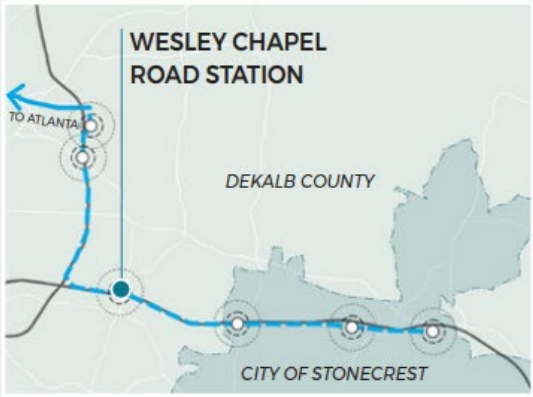 WESLEY CHAPEL
ROAD STATION
TO ATLANTA
DEKALB COUNTY
CITY OF STONECREST